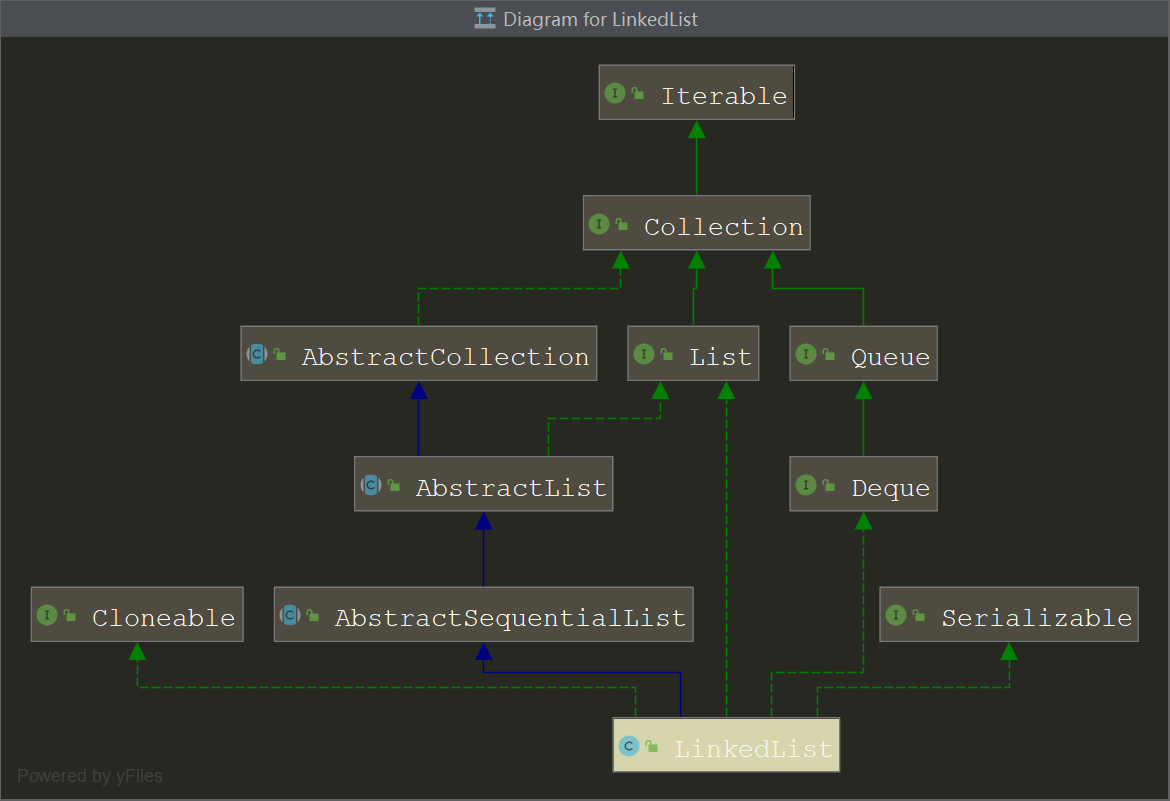 Diagram for LinkedList
I Iterable
I Collection
C AbstractCollection
I List
I Queue
C AbstractList
I Deque
I Cloneable
C AbstractSequentialList
I Serializable
C LinkedList
Powered by yFiles